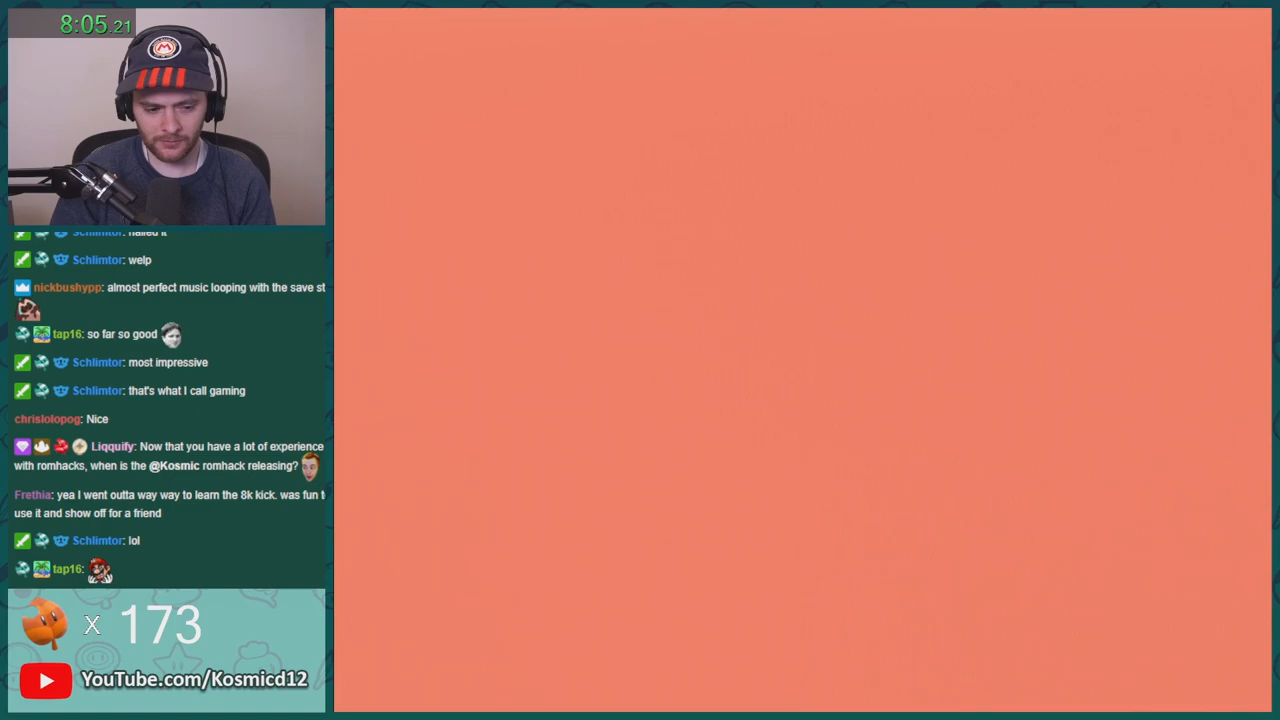 8:05.21
Schlimtor: nailed it
Schlimtor: welp
nickbushypp: almost perfect music looping with the save st
tap16: so far so good
Schlimtor: most impressive
Schlimtor: that's what I call gaming
chrislolopog: Nice
Liqquify: Now that you have a lot of experience
with romhacks, when is the @Kosmic romhack releasing?
Frethia: yea I went outta way way to learn the 8k kick. was fun t
use it and show off for a friend
Schlimtor: lol
tap16:
x 173
YouTube.com/Kosmicd12